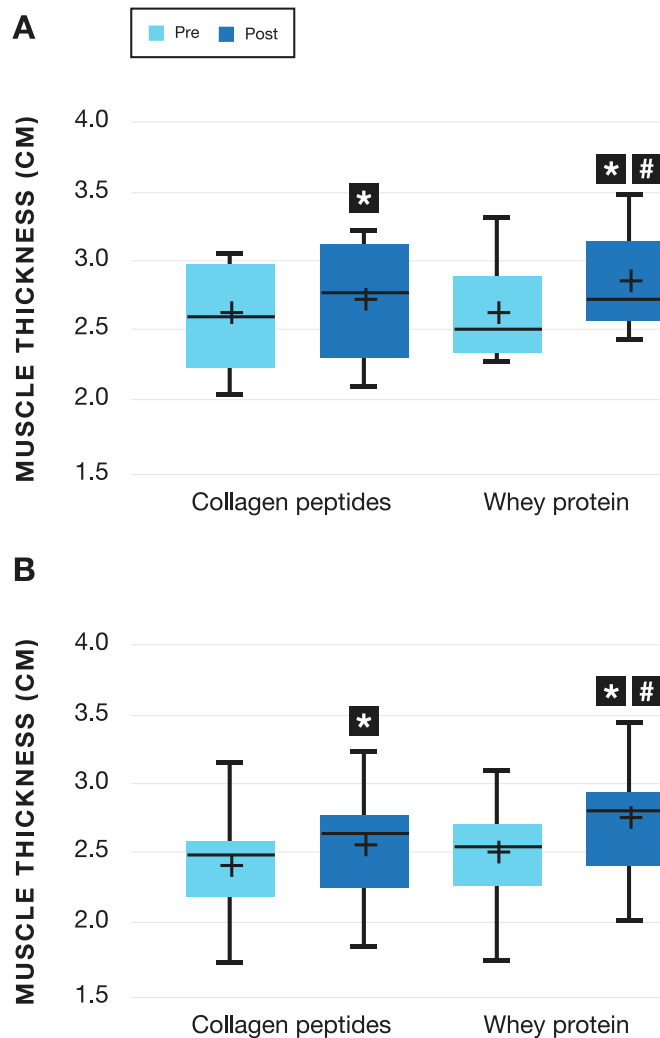 A
Pre Post
MUSCLE THICKNESS (CM)
4.0
* #
3.5
*
3.0
2.5
2.0
1.5
Collagen peptides Whey protein
B
MUSCLE THICKNESS (CM)
4.0
* #
3.5
*
3.0
2.5
2.0
1.5
Collagen peptides Whey protein